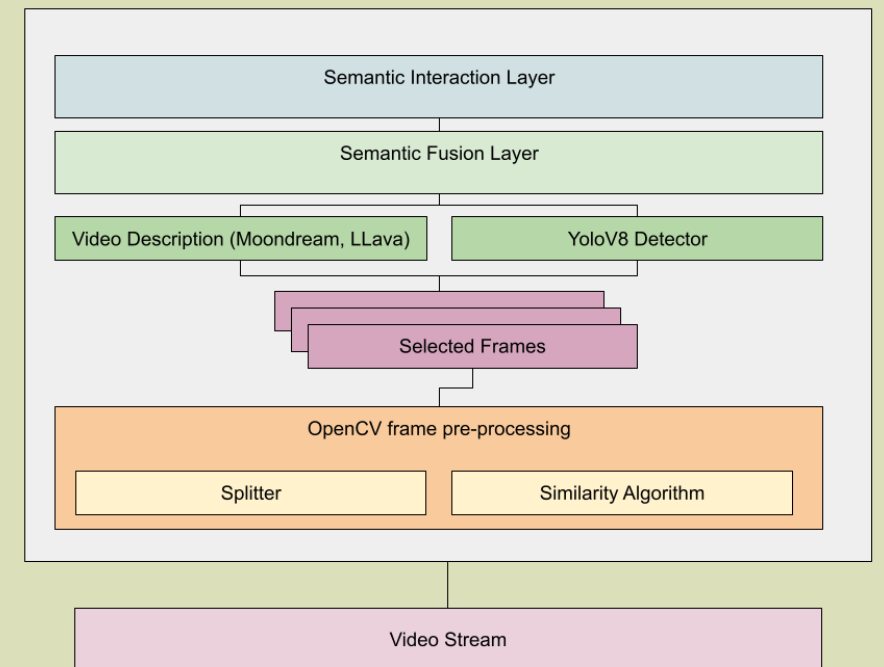 Semantic Interaction Layer
Semantic Fusion Layer
Video Description (Moondream, LLava)
YoloV8 Detector
Selected Frames
OpenCV frame pre-processing
Splitter
Similarity Algorithm
Video Stream